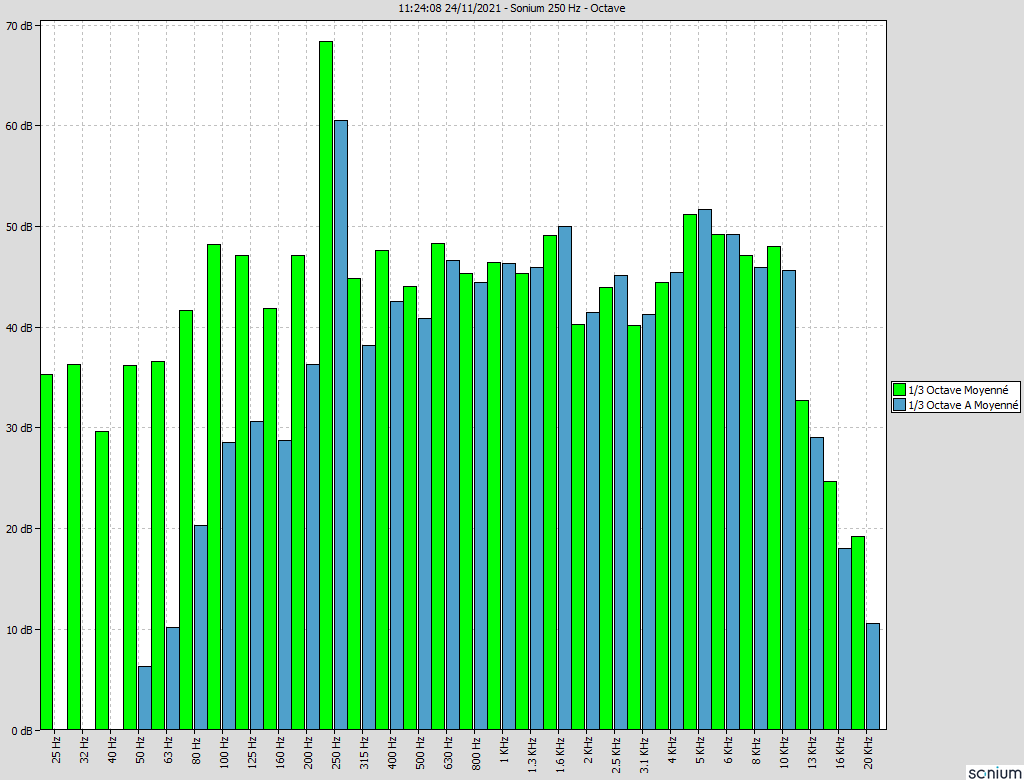 11:24:08 24/11/2021 - Sonium 250 Hz - Octave
70 dB
60 dB
50 dB
40 dB
30 dB
20 dB
10 dB
0 dB
1/3 Octave Moyenné
1/3 Octave A Moyenné
25 Hz
32 Hz
40 Hz
50 Hz
63 Hz
80 Hz
100 Hz
125 Hz
160 Hz
200 Hz
250 Hz
315 Hz
400 Hz
500 Hz
630 Hz
800 Hz
1 KHz
1.3 KHz
1.6 KHz
2 KHz
2.5 KHz
3.1 KHz
4 KHz
5 KHz
6 KHz
8 KHz
10 KHz
13 KHz
16 KHz
20 KHz
sonium